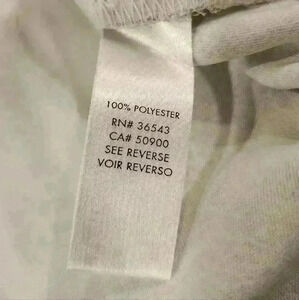 100% POLYESTER
RN# 36543
CA# 50900
SEE REVERSE
VOIR REVERSO